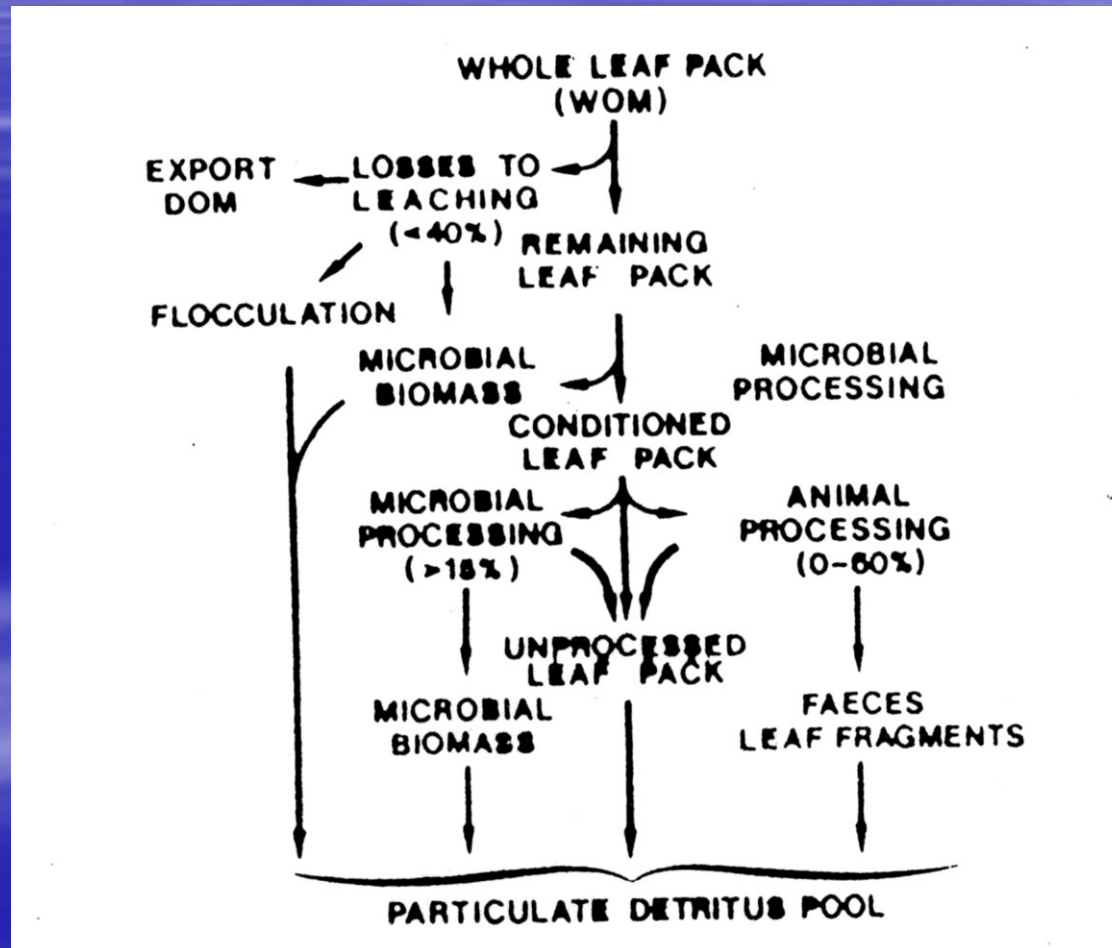 WHOLE LEAF PACK
(WOM)
EXPORT
DOM
LOSSES TO
LEACHING
(<40%)
REMAINING
LEAF PACK
FLOCCULATION
MICROBIAL
BIOMASS
MICROBIAL
PROCESSING
CONDITIONED
LEAF PACK
MICROBIAL
PROCESSING
(>15%)
ANIMAL
PROCESSING
(0-60%)
UNPROCESSED
LEAF PACK
MICROBIAL
BIOMASS
FAECES
LEAF FRAGMENTS
PARTICULATE DETRITUS POOL